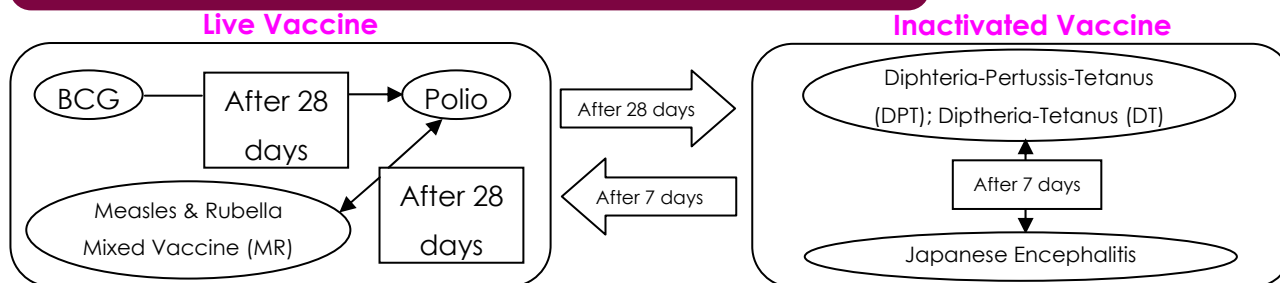 Live Vaccine
Inactivated Vaccine
BCG
After 28
days
Polio
After 28 days
Diphteria-Pertussis-Tetanus
(DPT); Diptheria-Tetanus (DT)
Measles & Rubella
Mixed Vaccine (MR)
After 28
days
After 7 days
After 7 days
Japanese Encephalitis